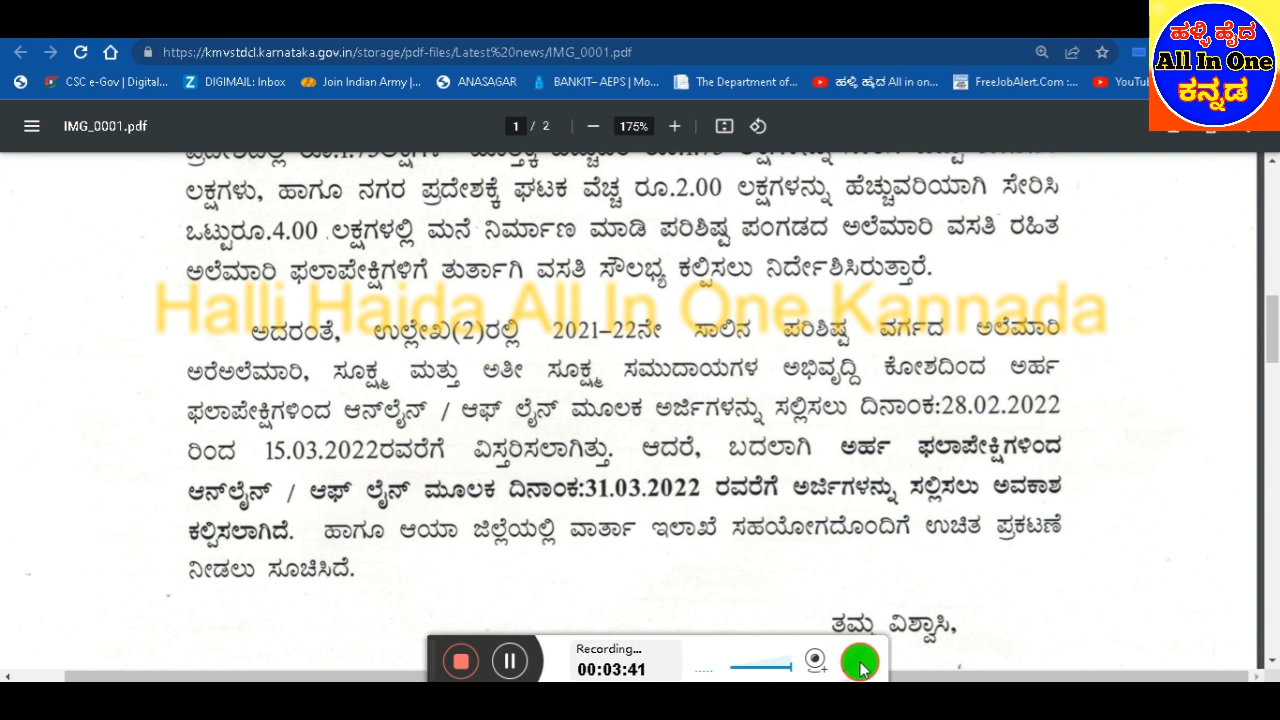 ಹಳ್ಳಿ ಹೈದ
All In One
ಕನ್ನಡ
https://kmvstdcl.karnataka.gov.in/storage/pdf-files/Latest%20news/IMG_0001.pdf
CSC e-Gov | Digital... DIGIMAIL: Inbox Join Indian Army |... ANASAGAR BANKIT– AEPS | Mo... The Department of... ಹಳ್ಳಿ ಹೈದ All in on... FreeJobAlert.Com :... YouTu
IMG_0001.pdf 1 / 2 175%
ಲಕ್ಷಗಳು, ಹಾಗೂ ನಗರ ಪ್ರದೇಶಕ್ಕೆ ಘಟಕ ವೆಚ್ಚ ರೂ.2.00 ಲಕ್ಷಗಳನ್ನು ಹೆಚ್ಚುವರಿಯಾಗಿ ಸೇರಿಸಿ
ಒಟ್ಟುರೂ.4.00 ಲಕ್ಷಗಳಲ್ಲಿ ಮನೆ ನಿರ್ಮಾಣ ಮಾಡಿ ಪರಿಶಿಷ್ಟ ಪಂಗಡದ ಅಲೆಮಾರಿ ವಸತಿ ರಹಿತ
ಅಲೆಮಾರಿ ಫಲಾಪೇಕ್ಷಿಗಳಿಗೆ ತುರ್ತಾಗಿ ವಸತಿ ಸೌಲಭ್ಯ ಕಲ್ಪಿಸಲು ನಿರ್ದೇಶಿಸಿರುತ್ತಾರೆ.
Halli Haida All In One Kannada
ಅದರಂತೆ, ಉಲ್ಲೇಖ(2)ರಲ್ಲಿ 2021–22ನೇ ಸಾಲಿನ ಪರಿಶಿಷ್ಟ ವರ್ಗದ ಅಲೆಮಾರಿ
ಅರೆಅಲೆಮಾರಿ, ಸೂಕ್ಷ್ಮ ಮತ್ತು ಅತೀ ಸೂಕ್ಷ್ಮ ಸಮುದಾಯಗಳ ಅಭಿವೃದ್ದಿ ಕೋಶದಿಂದ ಅರ್ಹ
ಫಲಾಪೇಕ್ಷಿಗಳಿಂದ ಆನ್‌ಲೈನ್ / ಆಫ್ ಲೈನ್ ಮೂಲಕ ಅರ್ಜಿಗಳನ್ನು ಸಲ್ಲಿಸಲು ದಿನಾಂಕ:28.02.2022
ರಿಂದ 15.03.2022ರವರೆಗೆ ವಿಸ್ತರಿಸಲಾಗಿತ್ತು. ಆದರೆ, ಬದಲಾಗಿ ಅರ್ಹ ಫಲಾಪೇಕ್ಷಿಗಳಿಂದ
ಆನ್‌ಲೈನ್ / ಆಫ್ ಲೈನ್ ಮೂಲಕ ದಿನಾಂಕ:31.03.2022 ರವರೆಗೆ ಅರ್ಜಿಗಳನ್ನು ಸಲ್ಲಿಸಲು ಅವಕಾಶ
ಕಲ್ಪಿಸಲಾಗಿದೆ. ಹಾಗೂ ಆಯಾ ಜಿಲ್ಲೆಯಲ್ಲಿ ವಾರ್ತಾ ಇಲಾಖೆ ಸಹಯೋಗದೊಂದಿಗೆ ಉಚಿತ ಪ್ರಕಟಣೆ
ನೀಡಲು ಸೂಚಿಸಿದೆ.
ತಮ್ಮ ವಿಶ್ವಾಸಿ,
Recording...
00:03:41